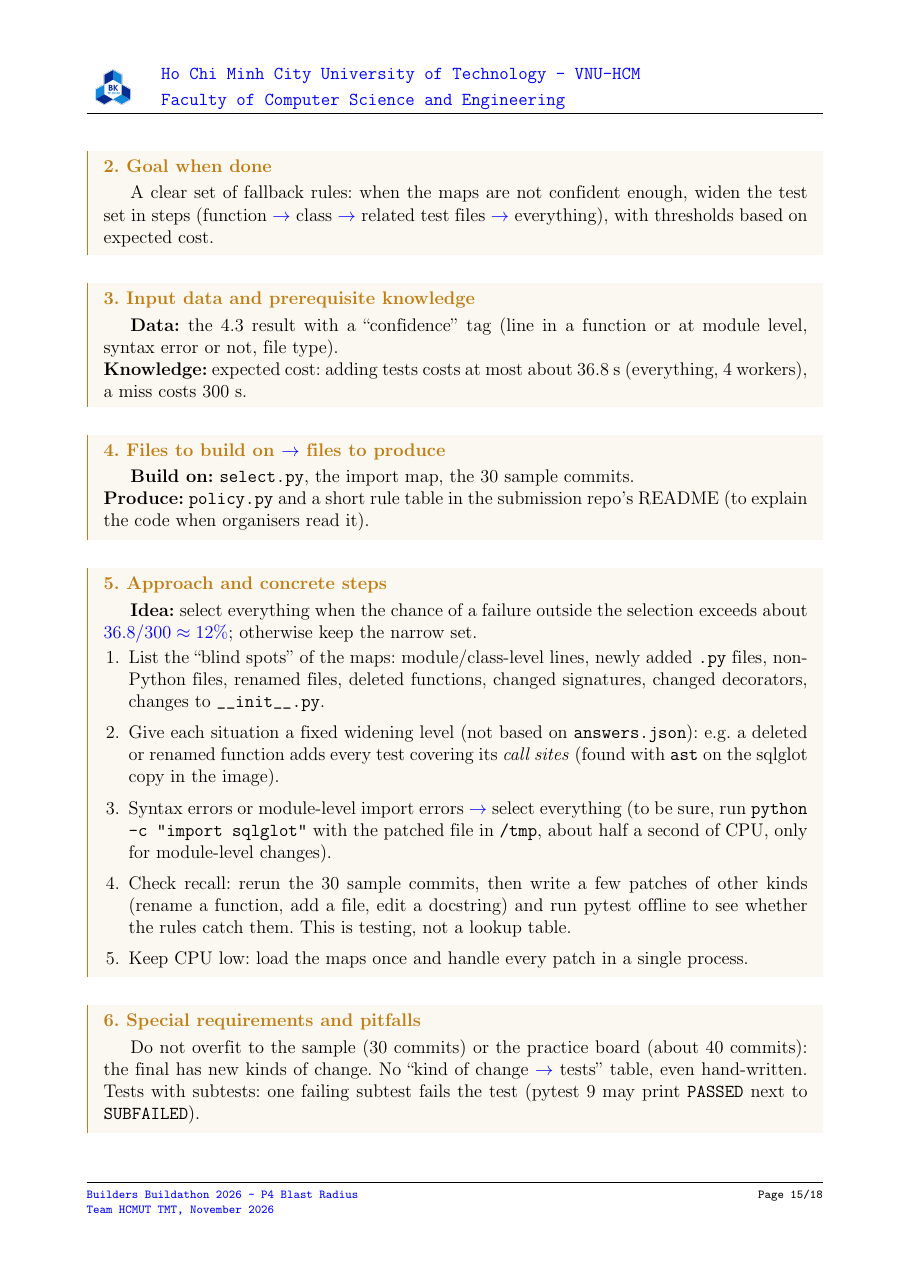 BK
Ho Chi Minh City University of Technology - VNU-HCM
Faculty of Computer Science and Engineering
2. Goal when done
A clear set of fallback rules: when the maps are not confident enough, widen the test
set in steps (function → class → related test files → everything), with thresholds based on
expected cost.
3. Input data and prerequisite knowledge
Data: the 4.3 result with a “confidence” tag (line in a function or at module level,
syntax error or not, file type).
Knowledge: expected cost: adding tests costs at most about 36.8 s (everything, 4 workers),
a miss costs 300 s.
4. Files to build on → files to produce
Build on: select.py, the import map, the 30 sample commits.
Produce: policy.py and a short rule table in the submission repo’s README (to explain
the code when organisers read it).
5. Approach and concrete steps
Idea: select everything when the chance of a failure outside the selection exceeds about
36.8/300 ≈ 12%; otherwise keep the narrow set.
1. List the “blind spots” of the maps: module/class-level lines, newly added .py files, non-
Python files, renamed files, deleted functions, changed signatures, changed decorators,
changes to __init__.py.
2. Give each situation a fixed widening level (not based on answers.json): e.g. a deleted
or renamed function adds every test covering its call sites (found with ast on the sqlglot
copy in the image).
3. Syntax errors or module-level import errors → select everything (to be sure, run python
-c "import sqlglot" with the patched file in /tmp, about half a second of CPU, only
for module-level changes).
4. Check recall: rerun the 30 sample commits, then write a few patches of other kinds
(rename a function, add a file, edit a docstring) and run pytest offline to see whether
the rules catch them. This is testing, not a lookup table.
5. Keep CPU low: load the maps once and handle every patch in a single process.
6. Special requirements and pitfalls
Do not overfit to the sample (30 commits) or the practice board (about 40 commits):
the final has new kinds of change. No “kind of change → tests” table, even hand-written.
Tests with subtests: one failing subtest fails the test (pytest 9 may print PASSED next to
SUBFAILED).
Builders Buildathon 2026 - P4 Blast Radius
Page 15/18
Team HCMUT TMT, November 2026